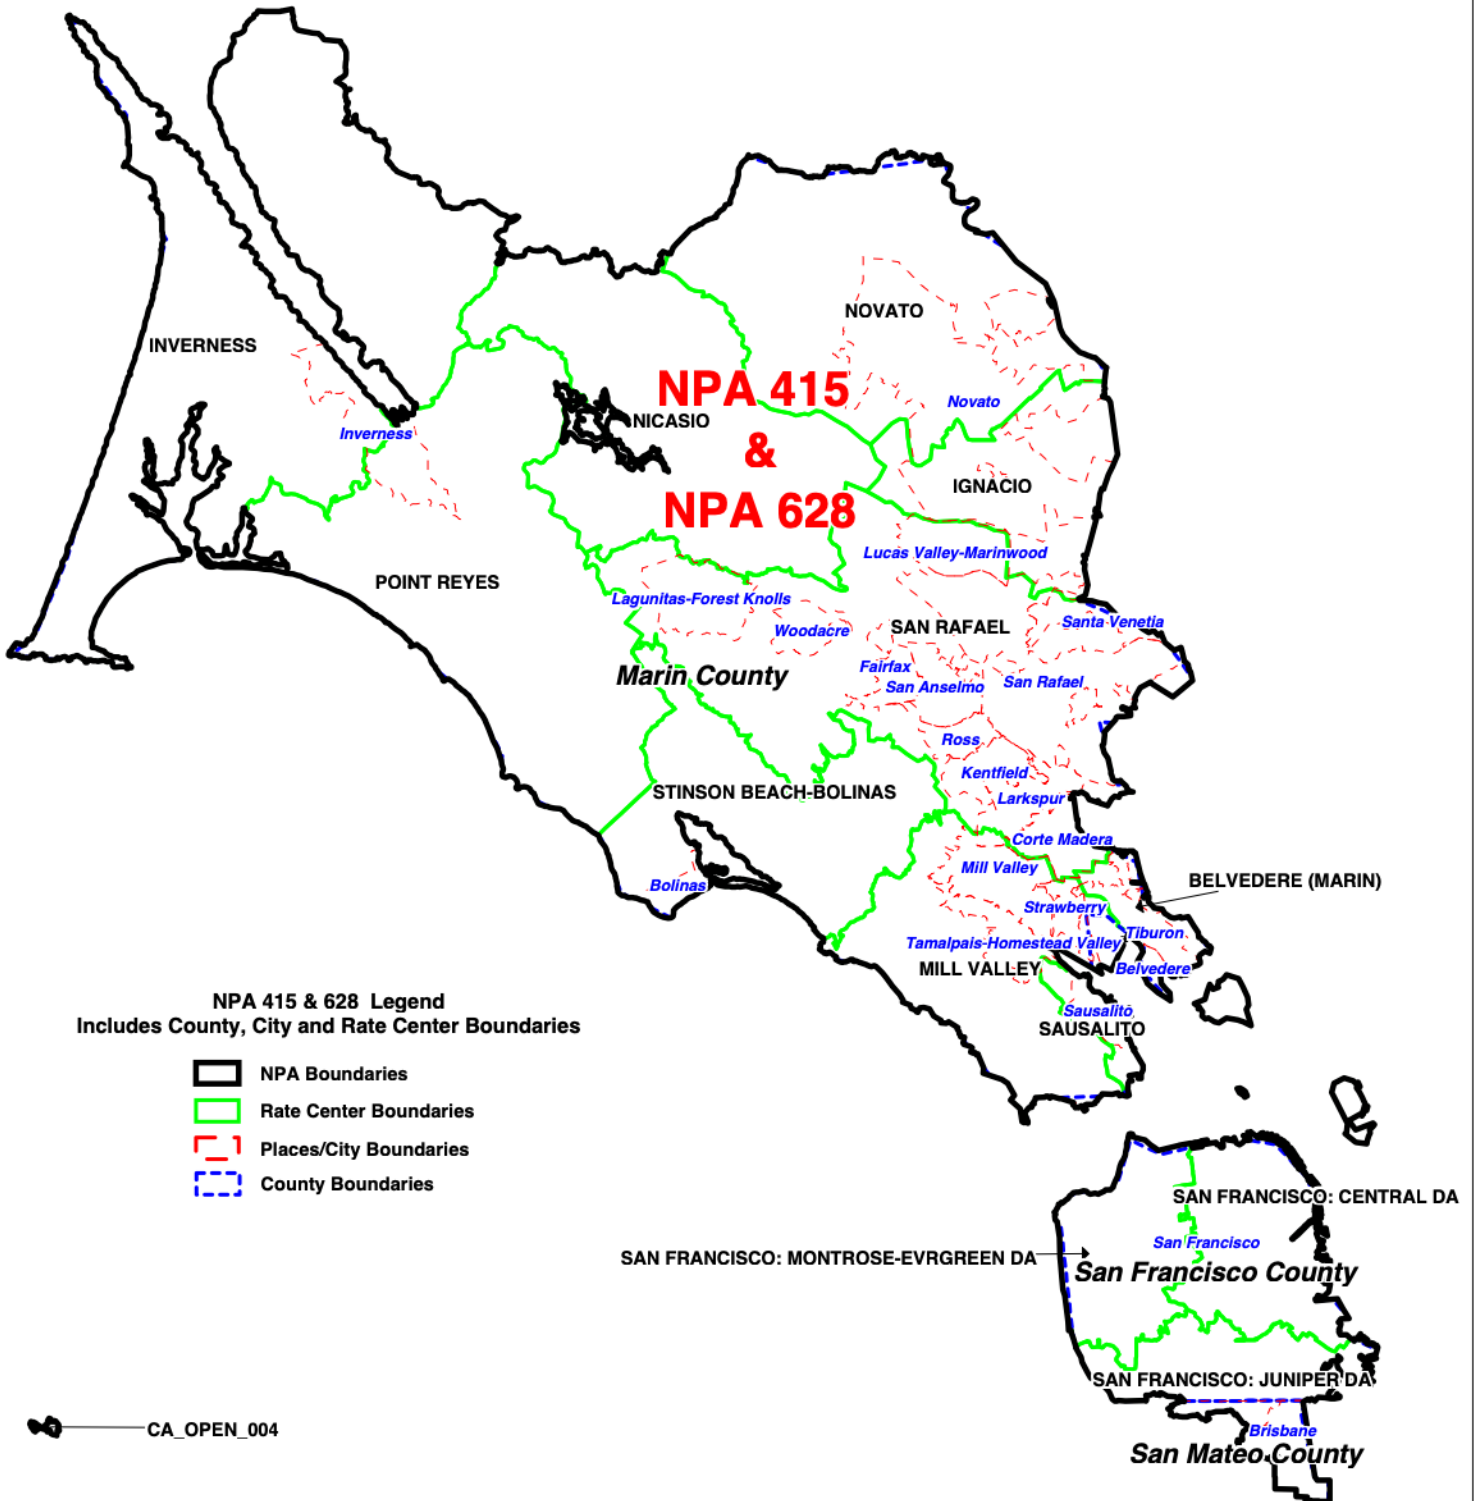 NOVATO
INVERNESS
NPA 415
Novato
NICASIO
Inverness
&
IGNACIO
NPA 628
Lucas Valley-Marinwood
POINT REYES
Lagunitas-Forest Knolls
Santa Venetia
Woodacre
SAN RAFAEL
Fairfax
Marin County
San Anselmo
San Rafael
Ross
Kentfield
STINSON BEACH-BOLINAS
Larkspur
Corte Madera
Mill Valley
BELVEDERE (MARIN)
Bolinas
Strawberry
Tiburon
Tamalpais-Homestead Valley
MILL VALLEY
Belvedere
NPA 415 & 628 Legend
Sausalito
Includes County, City and Rate Center Boundaries
SAUSALITO
NPA Boundaries
Rate Center Boundaries
Places/City Boundaries
County Boundaries
SAN FRANCISCO: CENTRAL DA
San Francisco
SAN FRANCISCO: MONTROSE-EVRGREEN DA
San Francisco County
SAN FRANCISCO: JUNIPER DA
CA_OPEN_004
Brisbane
San Mateo County